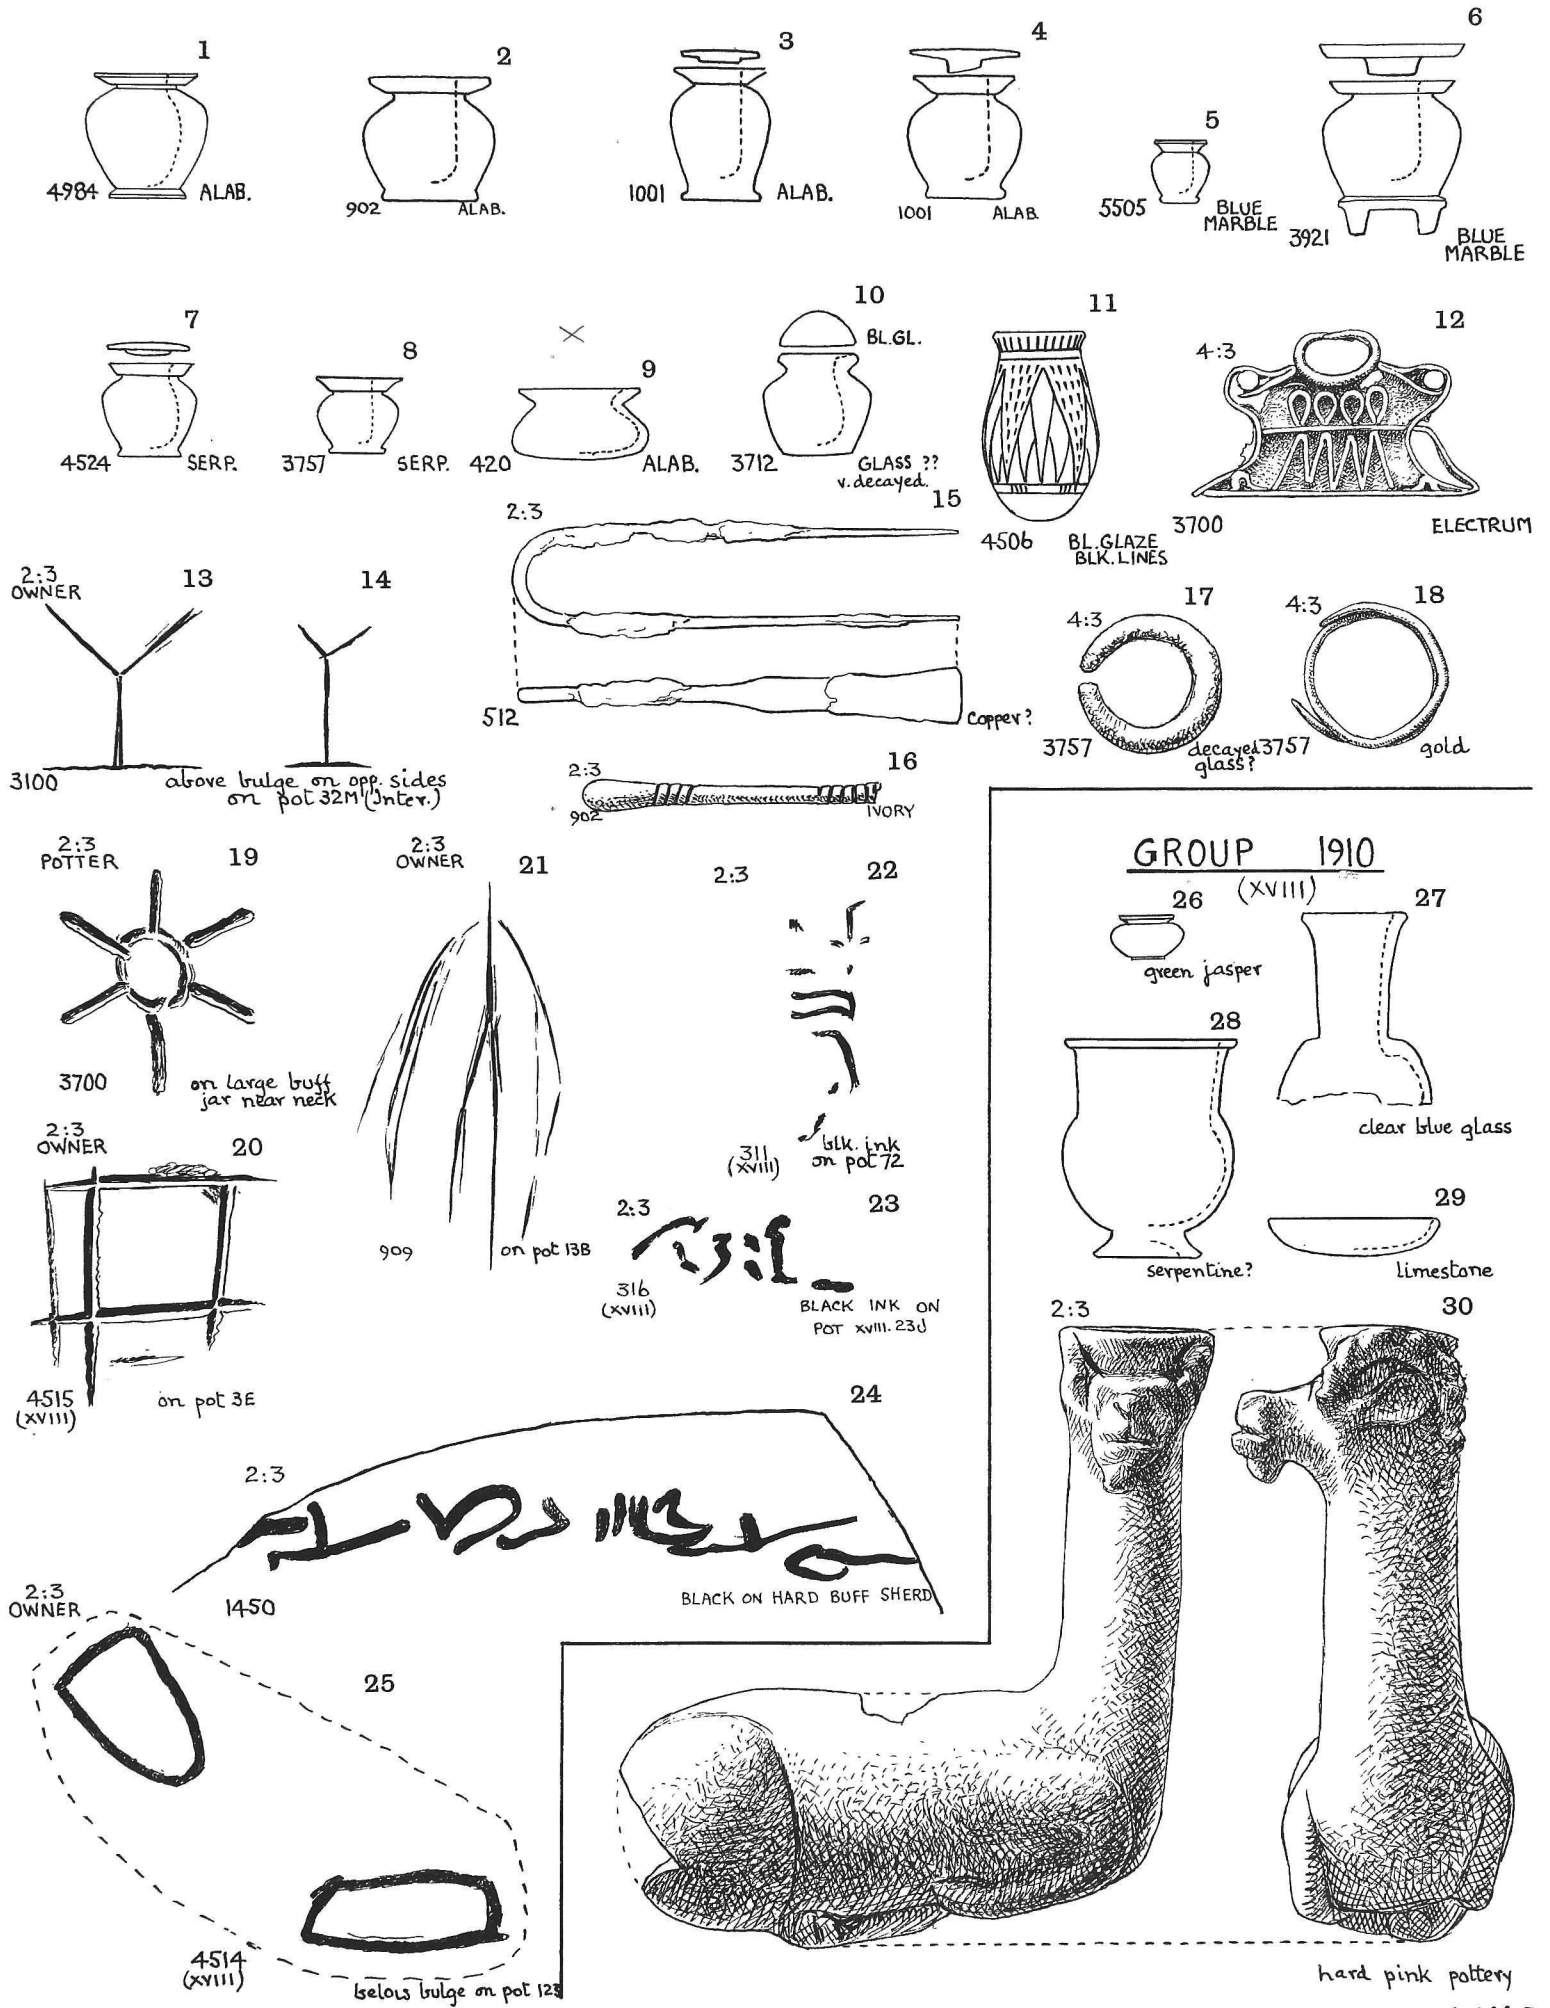 1
4984
ALAB.
2
902
ALAB.
3
1001
ALAB.
4
1001
ALAB.
5
5505
BLUE
MARBLE
6
3921
BLUE
MARBLE
7
4524
SERP.
8
3757
SERP.
9
420
ALAB.
10
BL.GL.
3712
GLASS ??
v. decayed.
11
4506
BL. GLAZE
BLK. LINES
12
4:3
3700
ELECTRUM
2:3
OWNER
13
14
3100
above bulge on opp. sides
on pot 32M (Inter.)
15
2:3
512
Copper?
16
2:3
902
IVORY
17
4:3
3757
decayed
glass?
18
4:3
3757
gold
2:3
POTTER
19
3700
on large buff
jar near neck
2:3
OWNER
20
4515
(XVIII)
on pot 3E
2:3
OWNER
21
909
on pot 13B
2:3
22
311
(XVIII)
blk. ink
on pot 72
2:3
23
316
(XVIII)
BLACK INK ON
POT XVIII. 23J
24
2:3
1450
BLACK ON HARD BUFF SHERD
2:3
OWNER
25
4514
(XVIII)
below bulge on pot 123
GROUP 1910
(XVIII)
26
green jasper
27
clear blue glass
28
serpentine?
29
limestone
2:3
30
hard pink pottery